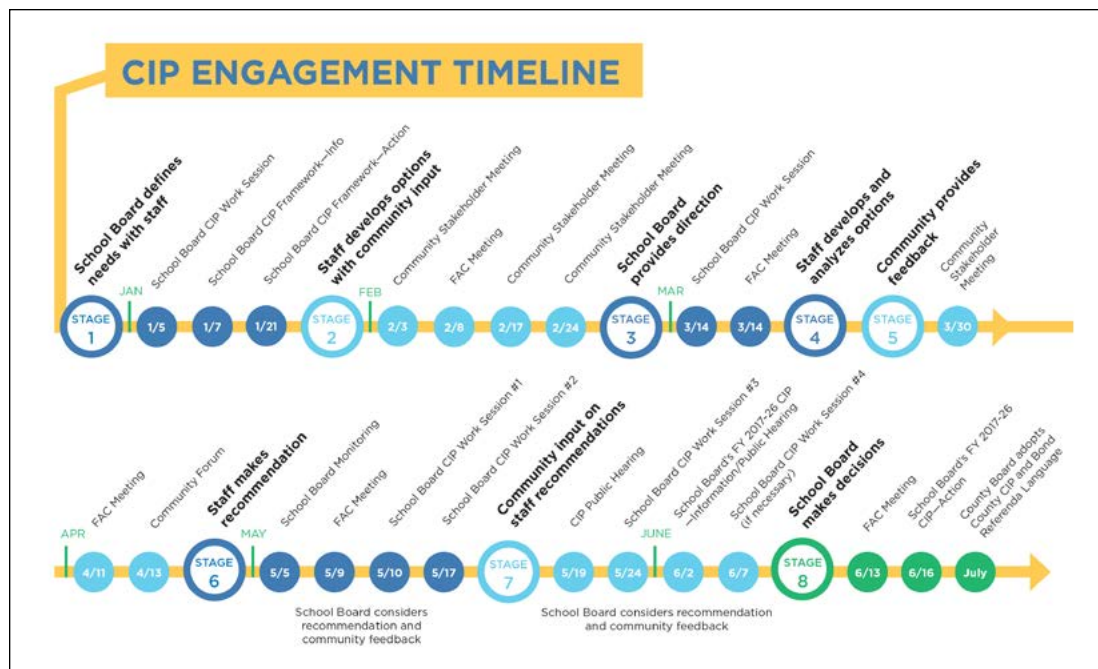 CIP ENGAGEMENT TIMELINE
School Board defines
needs with staff
School Board CIP Work Session
School Board CIP Framework—Info
School Board CIP Framework—Action
Staff develops options
with community input
Community Stakeholder Meeting
FAC Meeting
Community Stakeholder Meeting
Community Stakeholder Meeting
School Board
provides direction
School Board CIP Work Session
FAC Meeting
Staff develops and
analyzes options
Community provides
feedback
Community
Stakeholder
Meeting
JAN
FEB
MAR
STAGE
1
1/5
1/7
1/21
STAGE
2
2/3
2/8
2/17
2/24
STAGE
3
3/14
3/14
STAGE
4
STAGE
5
3/30
FAC Meeting
Community Forum
Staff makes
recommendation
School Board Monitoring
FAC Meeting
School Board CIP Work Session #1
School Board CIP Work Session #2
Community input on
staff recommendations
CIP Public Hearing
School Board CIP Work Session #3
School Board's FY 2017-26 CIP
—Information/Public Hearing
School Board CIP Work Session #4
(if necessary)
School Board
makes decisions
FAC Meeting
School Board's FY 2017-26
CIP—Action
County Board adopts
County CIP and Bond
Referenda Language
APR
MAY
JUNE
4/11
4/13
STAGE
6
5/5
5/9
5/10
5/17
STAGE
7
5/19
5/24
6/2
6/7
STAGE
8
6/13
6/16
July
School Board considers
recommendation and
community feedback
School Board considers recommendation
and community feedback